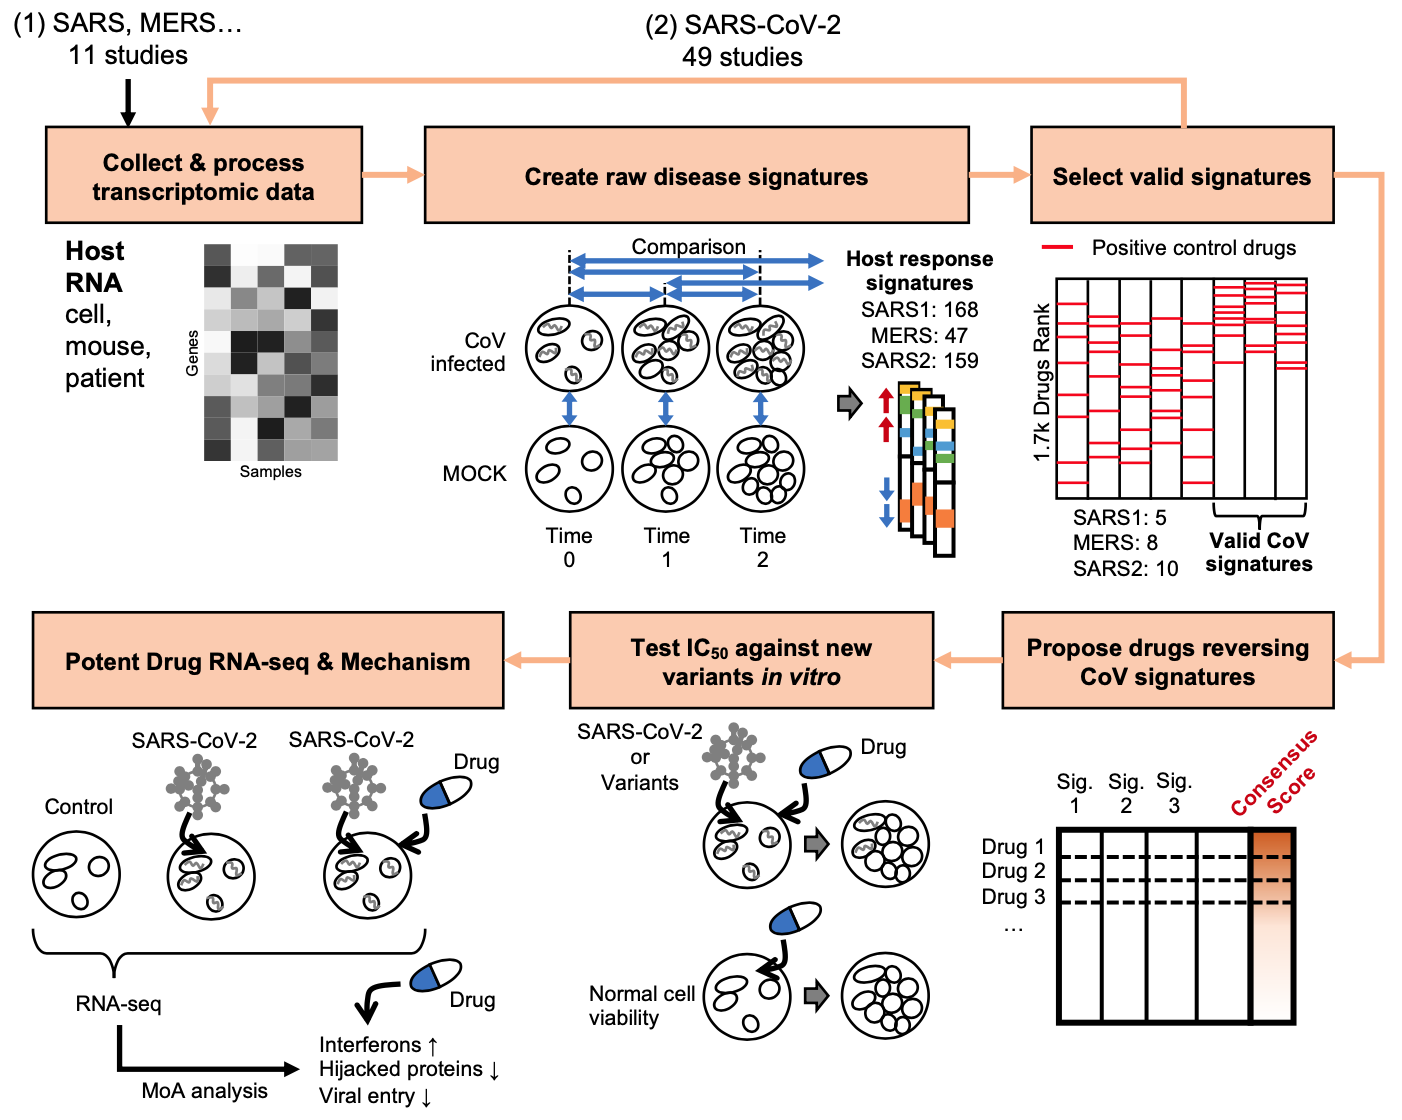 (1) SARS, MERS…
11 studies
(2) SARS-CoV-2
49 studies
Collect & process
transcriptomic data
Create raw disease signatures
Select valid signatures
Host
RNA
cell,
mouse,
patient
Genes
Samples
Comparison
CoV
infected
MOCK
Time
0
Time
1
Time
2
Host response
signatures
SARS1: 168
MERS: 47
SARS2: 159
Positive control drugs
1.7k Drugs Rank
SARS1: 5
MERS: 8
SARS2: 10
Valid CoV
signatures
Potent Drug RNA-seq & Mechanism
Test IC₅₀ against new
variants in vitro
Propose drugs reversing
CoV signatures
Control
SARS-CoV-2
SARS-CoV-2
Drug
RNA-seq
MoA analysis
Drug
Interferons ↑
Hijacked proteins ↓
Viral entry ↓
SARS-CoV-2
or
Variants
Drug
Normal cell
viability
Sig.
1
Sig.
2
Sig.
3
Consensus
Score
Drug 1
Drug 2
Drug 3
…